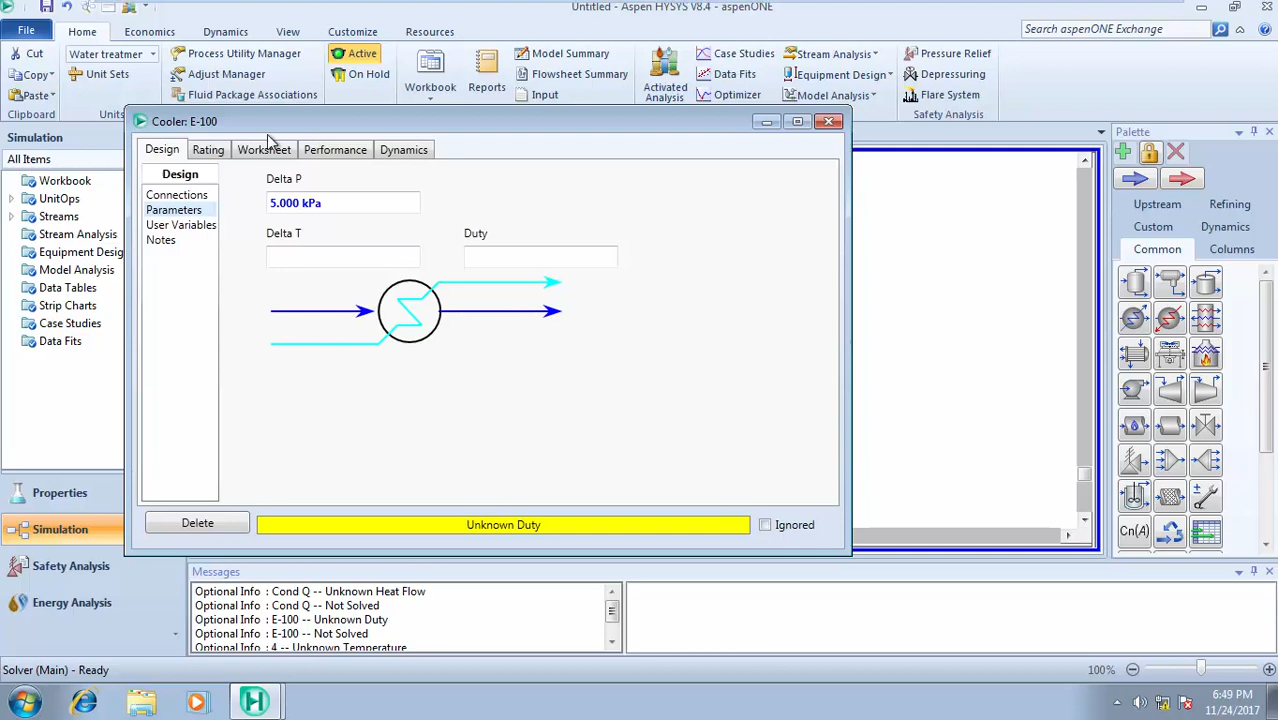 Untitled - Aspen HYSYS V8.4 - aspenONE
File
Home
Economics
Dynamics
View
Customize
Resources
Search aspenONE Exchange
Cut
Copy
Paste
Clipboard
Water treatmer
Unit Sets
Units
Process Utility Manager
Adjust Manager
Fluid Package Associations
Active
On Hold
Workbook
Reports
Model Summary
Flowsheet Summary
Input
Activated
Analysis
Case Studies
Data Fits
Optimizer
Stream Analysis
Equipment Design
Model Analysis
Pressure Relief
Depressuring
Flare System
Safety Analysis
Simulation
All Items
Workbook
UnitOps
Streams
Stream Analysis
Equipment Desig
Model Analysis
Data Tables
Strip Charts
Case Studies
Data Fits
Properties
Simulation
Safety Analysis
Energy Analysis
Cooler: E-100
Design
Rating
Worksheet
Performance
Dynamics
Design
Connections
Parameters
User Variables
Notes
Delta P
5.000 kPa
Delta T
Duty
Delete
Unknown Duty
Ignored
Palette
Upstream
Refining
Custom
Dynamics
Common
Columns
Cn(A)
Messages
Optional Info : Cond Q -- Unknown Heat Flow
Optional Info : Cond Q -- Not Solved
Optional Info : E-100 -- Unknown Duty
Optional Info : E-100 -- Not Solved
Optional Info : 4 -- Unknown Temperature
Solver (Main) - Ready
100%
6:49 PM
11/24/2017